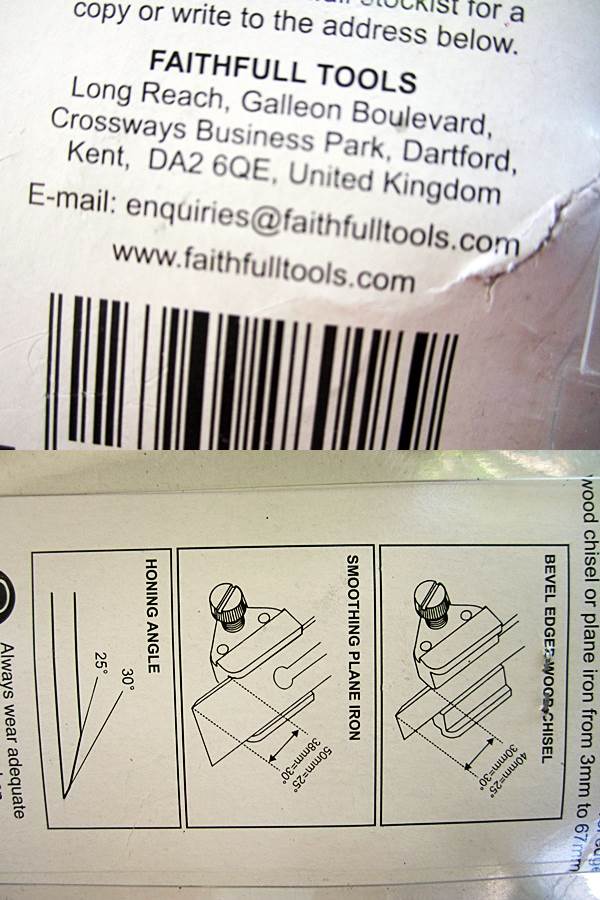 stockist for a
copy or write to the address below.
FAITHFULL TOOLS
Long Reach, Galleon Boulevard,
Crossways Business Park, Dartford,
Kent, DA2 6QE, United Kingdom
E-mail: enquiries@faithfulltools.com
www.faithfulltools.com
wood chisel or plane iron from 3mm to 67mm
BEVEL EDGE WOOD CHISEL
40mm=25°
30mm=30°
SMOOTHING PLANE IRON
50mm=25°
38mm=30°
HONING ANGLE
30°
25°
Always wear adequate